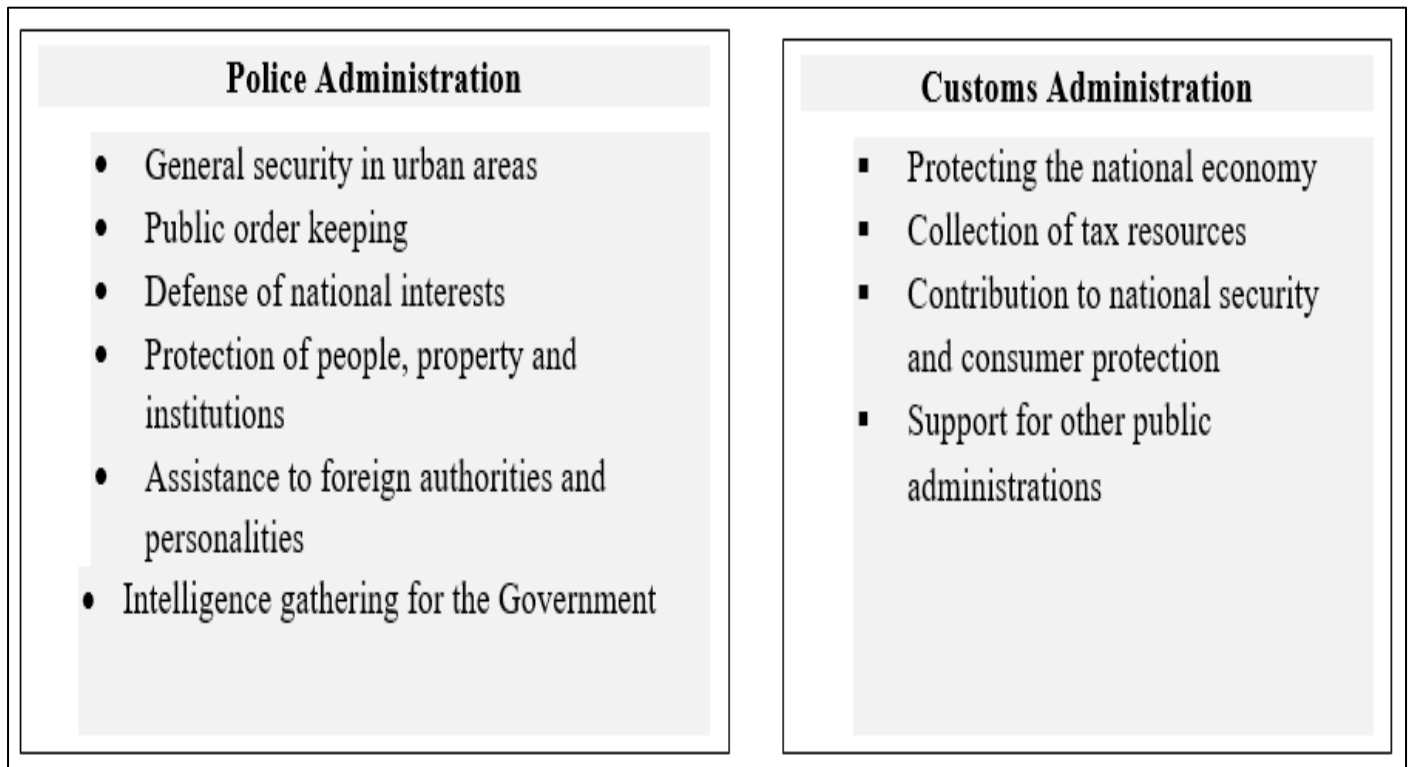 Police Administration
• General security in urban areas
• Public order keeping
• Defense of national interests
• Protection of people, property and
institutions
• Assistance to foreign authorities and
personalities
• Intelligence gathering for the Government
Customs Administration
▪ Protecting the national economy
▪ Collection of tax resources
▪ Contribution to national security
and consumer protection
▪ Support for other public
administrations